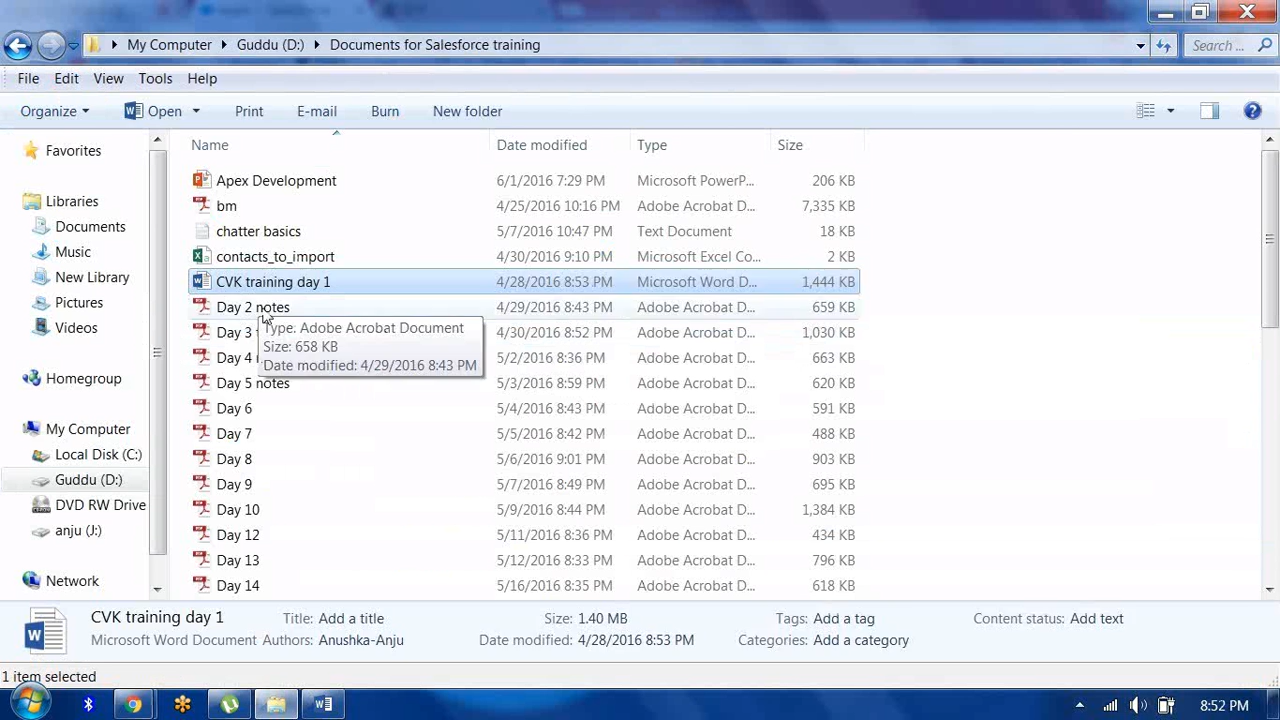 My Computer Guddu (D:) Documents for Salesforce training Search ...
File Edit View Tools Help
Organize Open Print E-mail Burn New folder
Name Date modified Type Size
Favorites
Libraries
Documents
Music
New Library
Pictures
Videos
Homegroup
My Computer
Local Disk (C:)
Guddu (D:)
DVD RW Drive
anju (J:)
Network
Apex Development 6/1/2016 7:29 PM Microsoft PowerP... 206 KB
bm 4/25/2016 10:16 PM Adobe Acrobat D... 7,335 KB
chatter basics 5/7/2016 10:47 PM Text Document 18 KB
contacts_to_import 4/30/2016 9:10 PM Microsoft Excel Co... 2 KB
CVK training day 1 4/28/2016 8:53 PM Microsoft Word D... 1,444 KB
Day 2 notes 4/29/2016 8:43 PM Adobe Acrobat D... 659 KB
Day 3 4/30/2016 8:52 PM Adobe Acrobat D... 1,030 KB
Day 4 5/2/2016 8:36 PM Adobe Acrobat D... 663 KB
Day 5 notes 5/3/2016 8:59 PM Adobe Acrobat D... 620 KB
Day 6 5/4/2016 8:43 PM Adobe Acrobat D... 591 KB
Day 7 5/5/2016 8:42 PM Adobe Acrobat D... 488 KB
Day 8 5/6/2016 9:01 PM Adobe Acrobat D... 903 KB
Day 9 5/7/2016 8:49 PM Adobe Acrobat D... 695 KB
Day 10 5/9/2016 8:44 PM Adobe Acrobat D... 1,384 KB
Day 12 5/11/2016 8:36 PM Adobe Acrobat D... 434 KB
Day 13 5/12/2016 8:33 PM Adobe Acrobat D... 796 KB
Day 14 5/16/2016 8:35 PM Adobe Acrobat D... 618 KB
Type: Adobe Acrobat Document
Size: 658 KB
Date modified: 4/29/2016 8:43 PM
CVK training day 1 Title: Add a title Size: 1.40 MB Tags: Add a tag Content status: Add text
Microsoft Word Document Authors: Anushka-Anju Date modified: 4/28/2016 8:53 PM Categories: Add a category
1 item selected
8:52 PM